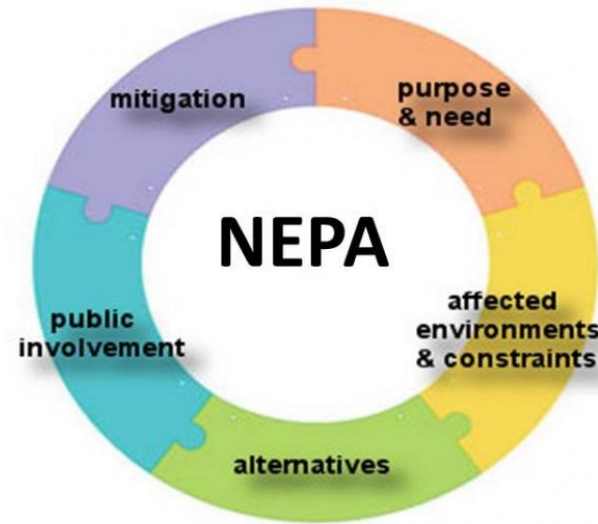 mitigation
purpose
& need
NEPA
affected
environments
& constraints
public
involvement
alternatives